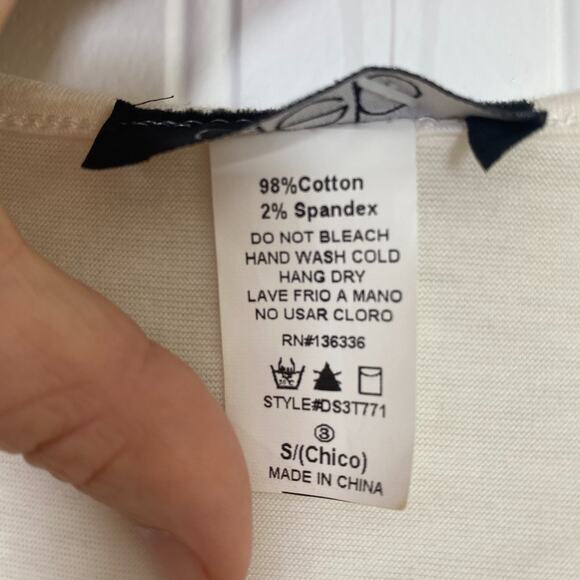 98%Cotton
2% Spandex
DO NOT BLEACH
HAND WASH COLD
HANG DRY
LAVE FRIO A MANO
NO USAR CLORO
RN#136336
STYLE#DS3T771
③
S/(Chico)
MADE IN CHINA